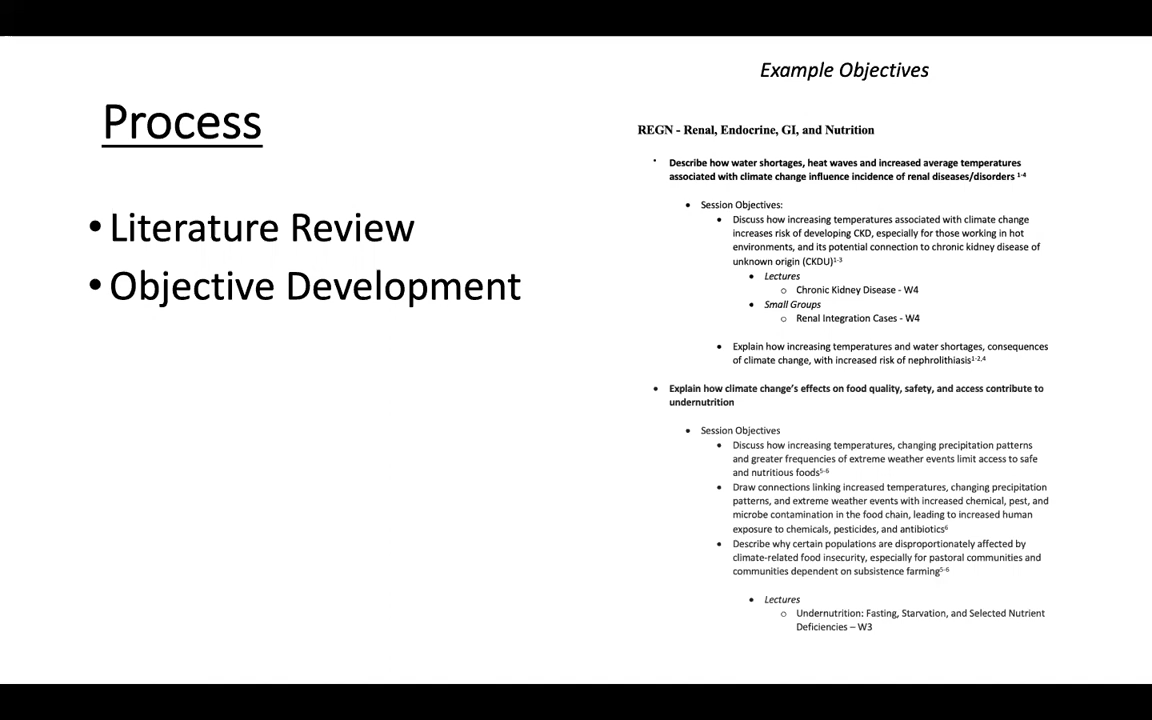 Process
• Literature Review
• Objective Development
Example Objectives
REGN - Renal, Endocrine, GI, and Nutrition
• Describe how water shortages, heat waves and increased average temperatures
associated with climate change influence incidence of renal diseases/disorders ¹⁻⁴
• Session Objectives:
• Discuss how increasing temperatures associated with climate change
increases risk of developing CKD, especially for those working in hot
environments, and its potential connection to chronic kidney disease of
unknown origin (CKDU)¹⁻³
• Lectures
o Chronic Kidney Disease - W4
• Small Groups
o Renal Integration Cases - W4
• Explain how increasing temperatures and water shortages, consequences
of climate change, with increased risk of nephrolithiasis¹⁻²,⁴
• Explain how climate change's effects on food quality, safety, and access contribute to
undernutrition
• Session Objectives
• Discuss how increasing temperatures, changing precipitation patterns
and greater frequencies of extreme weather events limit access to safe
and nutritious foods⁵⁻⁶
• Draw connections linking increased temperatures, changing precipitation
patterns, and extreme weather events with increased chemical, pest, and
microbe contamination in the food chain, leading to increased human
exposure to chemicals, pesticides, and antibiotics⁶
• Describe why certain populations are disproportionately affected by
climate-related food insecurity, especially for pastoral communities and
communities dependent on subsistence farming⁵⁻⁶
• Lectures
o Undernutrition: Fasting, Starvation, and Selected Nutrient
Deficiencies – W3